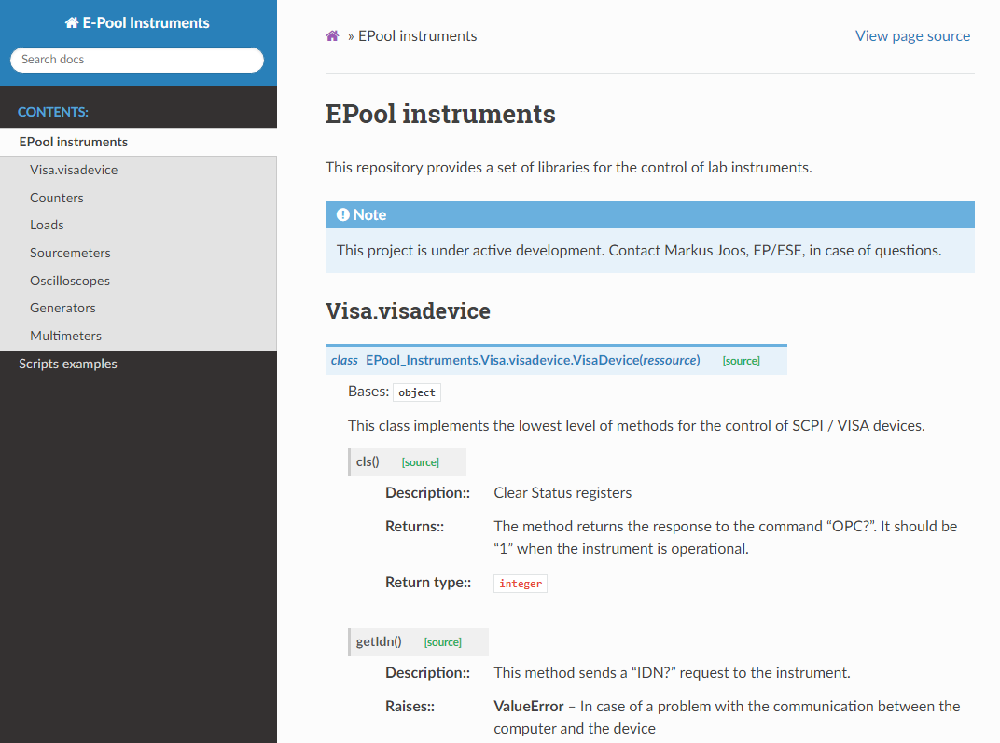 E-Pool Instruments
Search docs
CONTENTS:
EPool instruments
Visa.visadevice
Counters
Loads
Sourcemeters
Oscilloscopes
Generators
Multimeters
Scripts examples
» EPool instruments
View page source
EPool instruments
This repository provides a set of libraries for the control of lab instruments.
Note
This project is under active development. Contact Markus Joos, EP/ESE, in case of questions.
Visa.visadevice
class EPool_Instruments.Visa.visadevice.VisaDevice(ressource) [source]
Bases: object
This class implements the lowest level of methods for the control of SCPI / VISA devices.
cls() [source]
Description:: Clear Status registers
Returns:: The method returns the response to the command “OPC?”. It should be
“1” when the instrument is operational.
Return type:: integer
getIdn() [source]
Description:: This method sends a “IDN?” request to the instrument.
Raises:: ValueError – In case of a problem with the communication between the
computer and the device